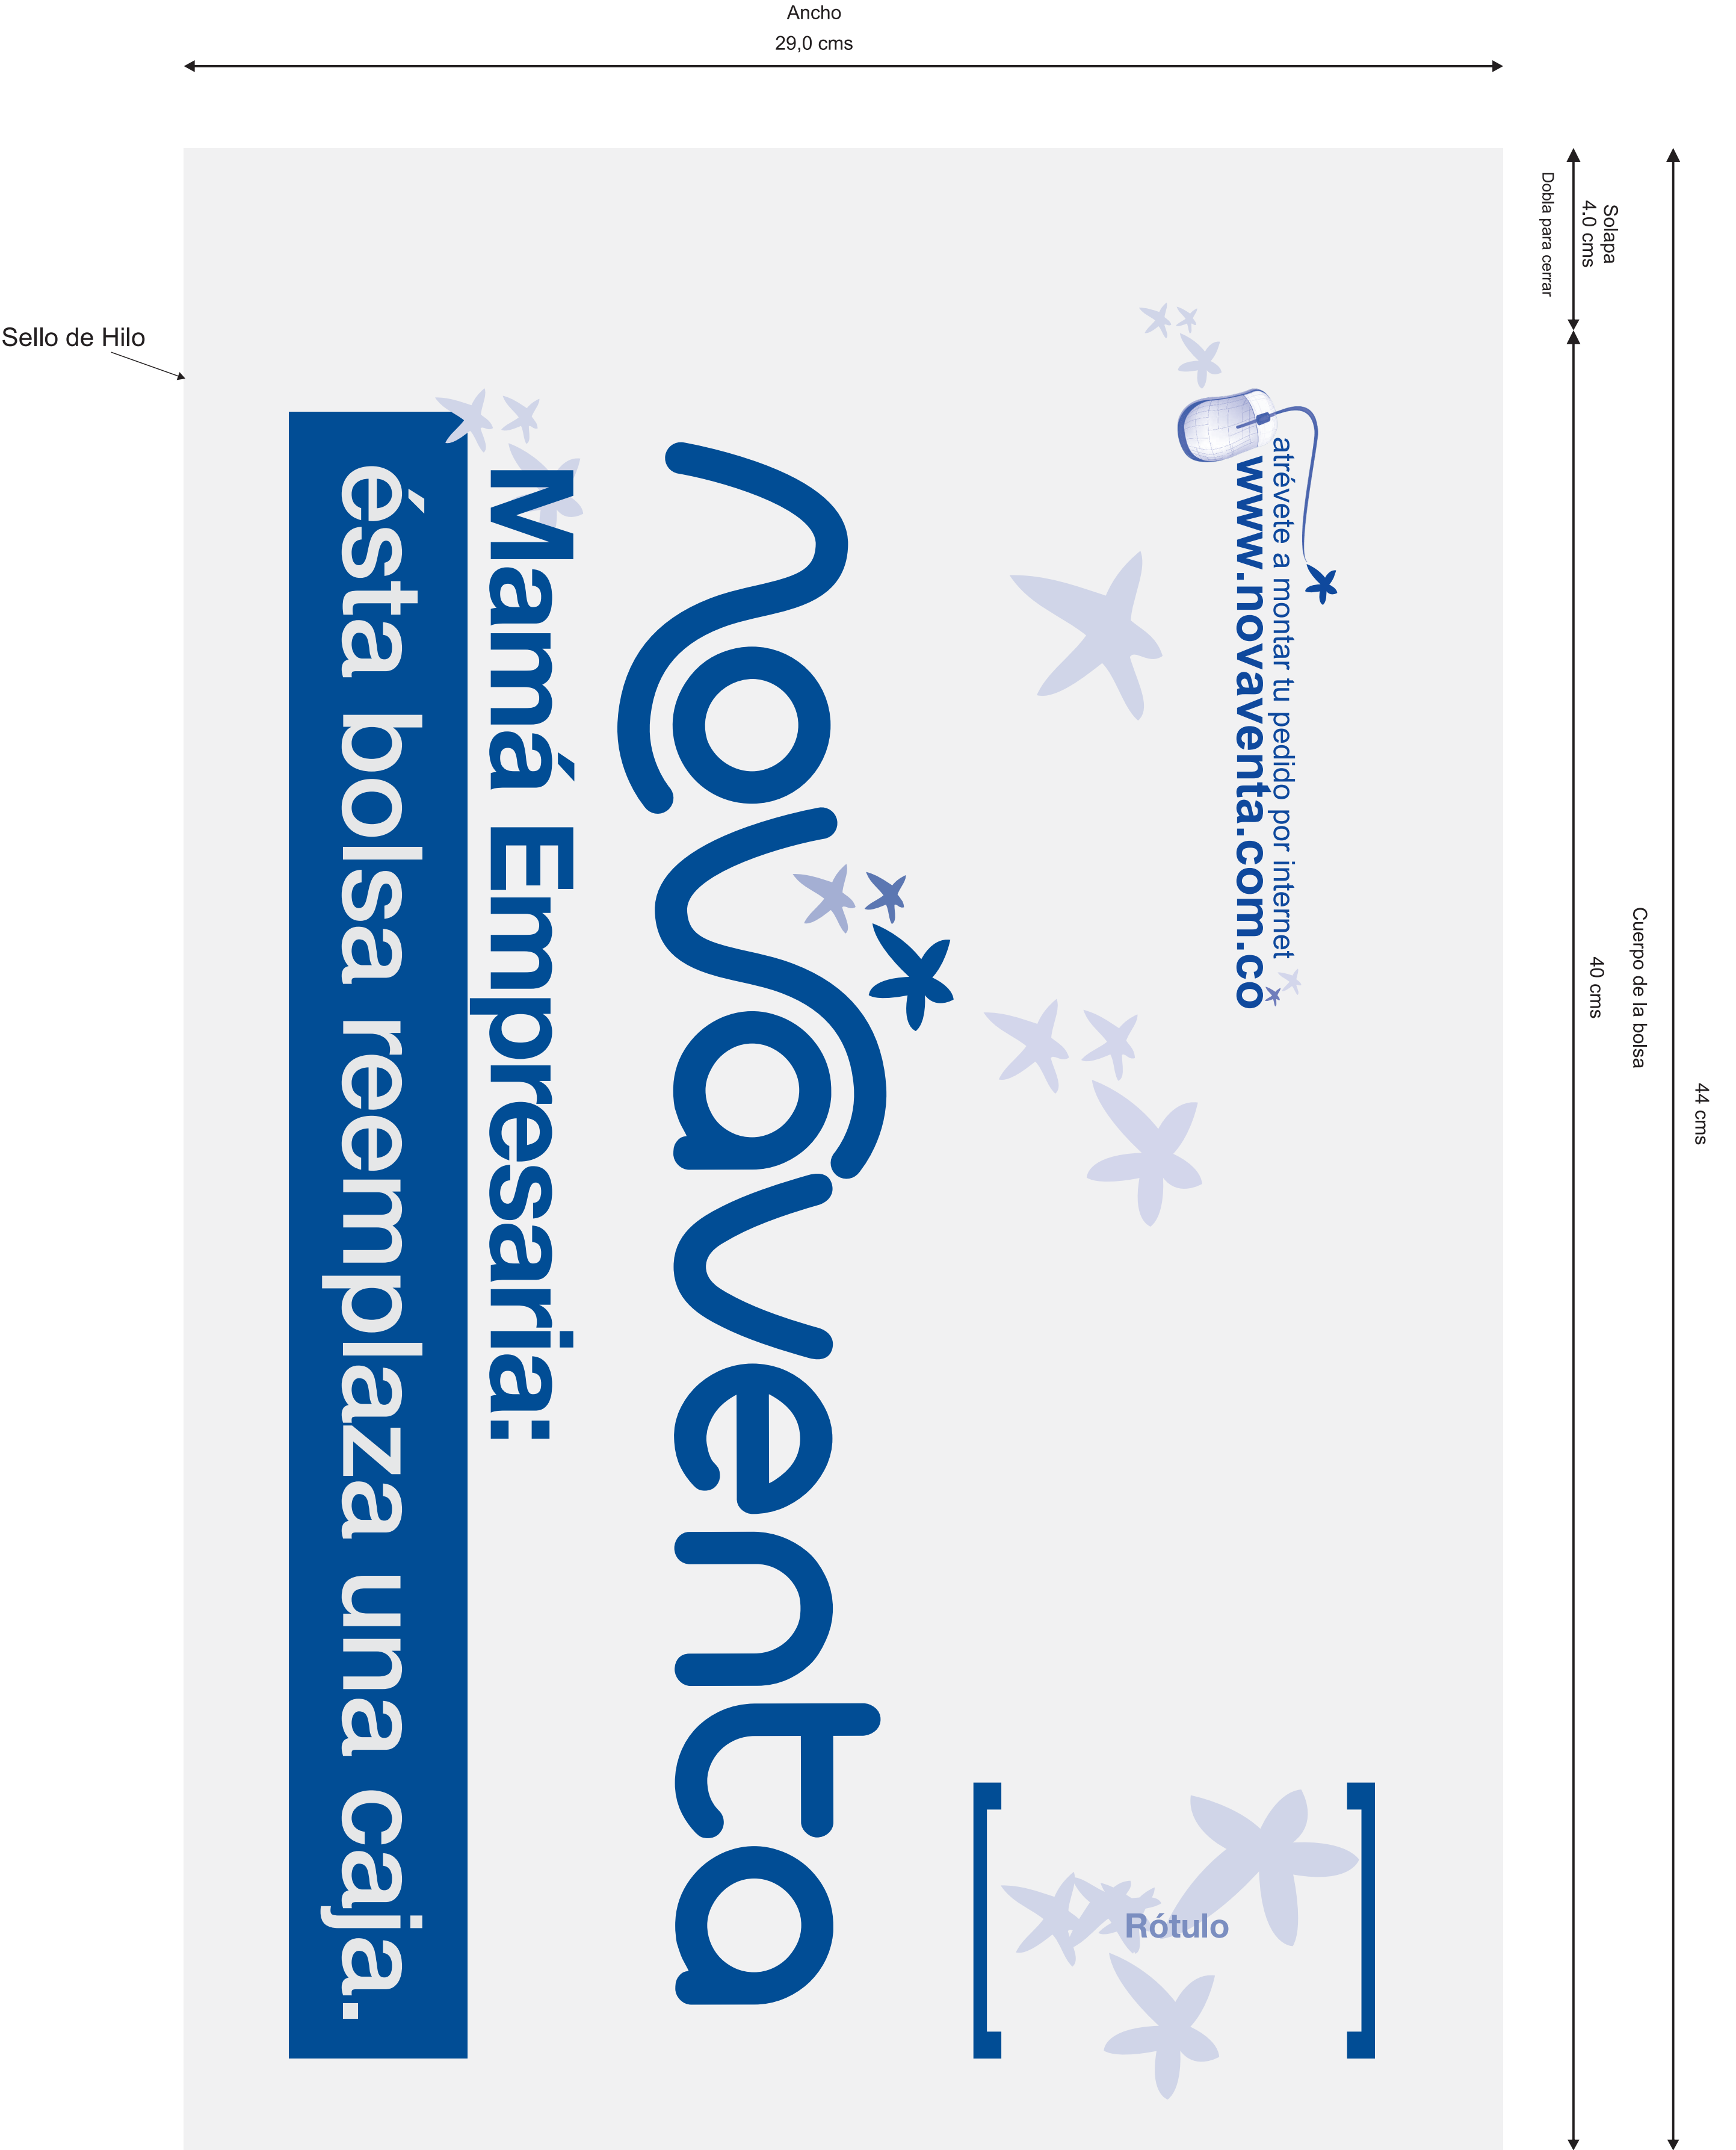 Ancho
29,0 cms
Solapa
4.0 cms
Dobla para cerrar
Sello de Hilo
atrévete a montar tu pedido por internet
www.novaventa.com.co
novaventa
Mamá Empresaria:
ésta bolsa reemplaza una caja.
Rótulo
44 cms
Cuerpo de la bolsa
40 cms